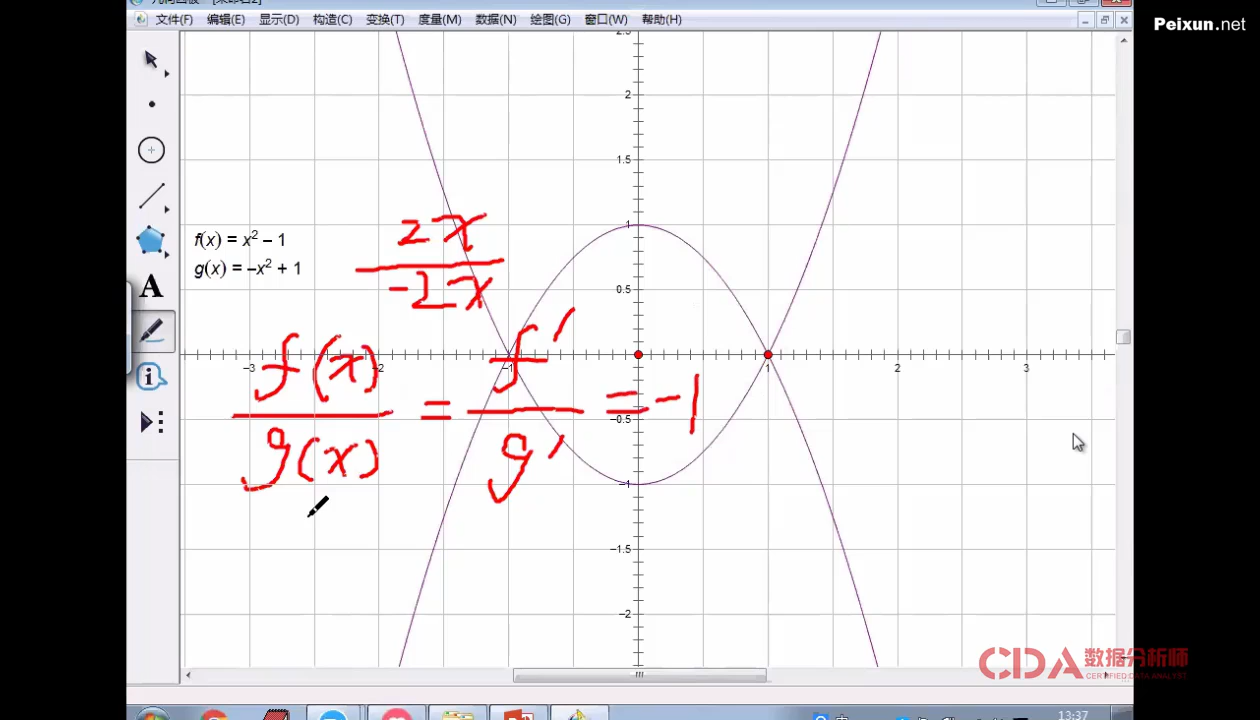 Peixun.net
文件(F) 编辑(E) 显示(D) 构造(C) 变换(T) 度量(M) 数据(N) 绘图(G) 窗口(W) 帮助(H)
2.5
2
1.5
1
0.5
−3 −2 −1 1 2 3
−0.5
−1
−1.5
−2
f(x) = x² − 1
g(x) = −x² + 1
A
2x
-2x
f(x) = f' = -1
g(x) g'
CDA 数据分析师
CERTIFIED DATA ANALYST
13:37